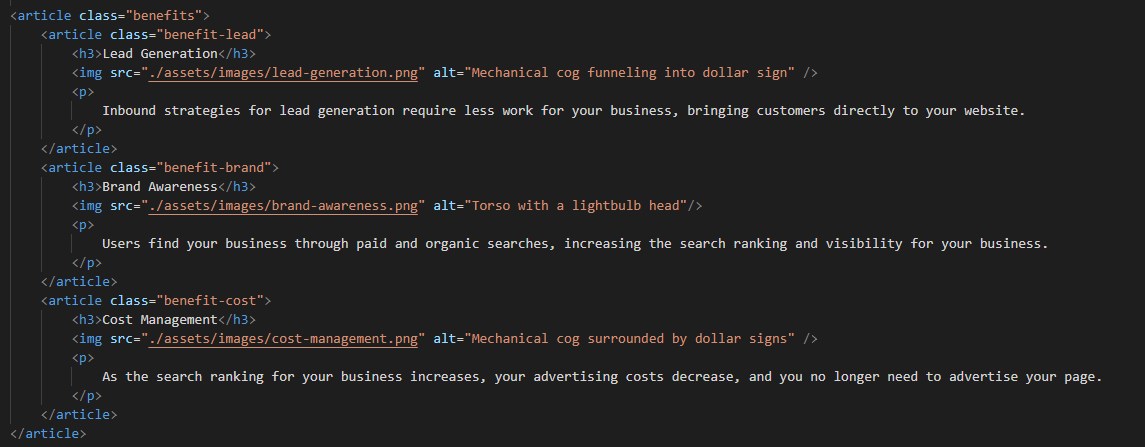 <article class="benefits">
<article class="benefit-lead">
<h3>Lead Generation</h3>
<img src="./assets/images/lead-generation.png" alt="Mechanical cog funneling into dollar sign" />
<p>
Inbound strategies for lead generation require less work for your business, bringing customers directly to your website.
</p>
</article>
<article class="benefit-brand">
<h3>Brand Awareness</h3>
<img src="./assets/images/brand-awareness.png" alt="Torso with a lightbulb head"/>
<p>
Users find your business through paid and organic searches, increasing the search ranking and visibility for your business.
</p>
</article>
<article class="benefit-cost">
<h3>Cost Management</h3>
<img src="./assets/images/cost-management.png" alt="Mechanical cog surrounded by dollar signs" />
<p>
As the search ranking for your business increases, your advertising costs decrease, and you no longer need to advertise your page.
</p>
</article>
</article>